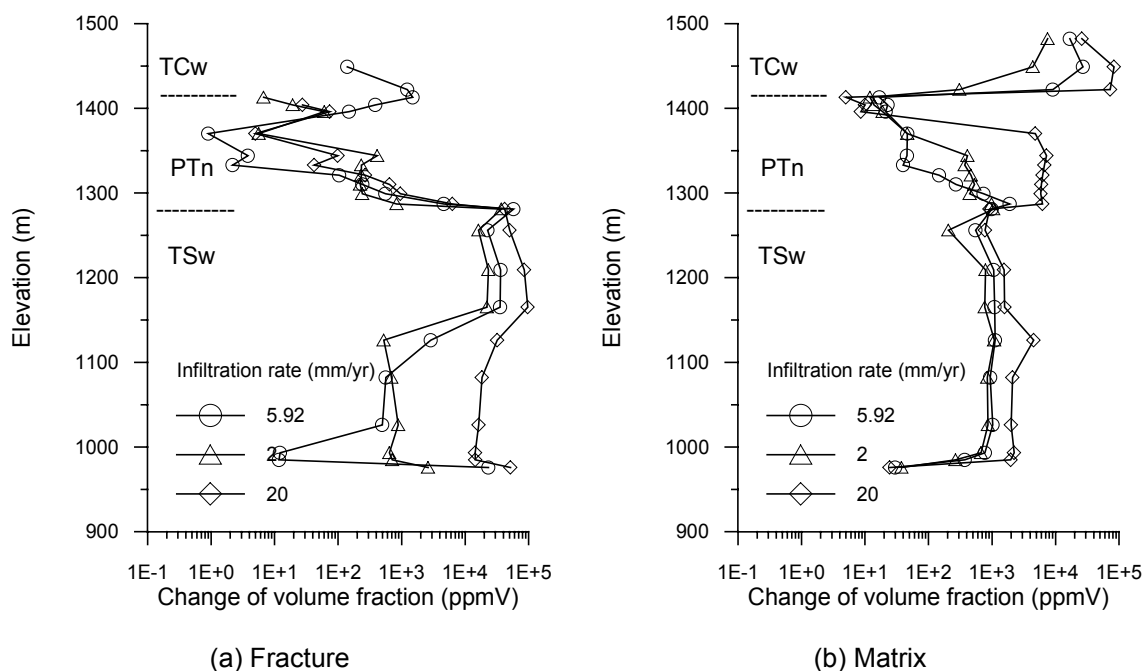 1500
1400
1300
1200
1100
1000
900
Elevation (m)
TCw
PTn
TSw
Infiltration rate (mm/yr)
5.92
2
20
1E-1 1E+0 1E+1 1E+2 1E+3 1E+4 1E+5
Change of volume fraction (ppmV)
(a) Fracture
1500
1400
1300
1200
1100
1000
900
Elevation (m)
TCw
PTn
TSw
Infiltration rate (mm/yr)
5.92
2
20
1E-1 1E+0 1E+1 1E+2 1E+3 1E+4 1E+5
Change of volume fraction (ppmV)
(b) Matrix